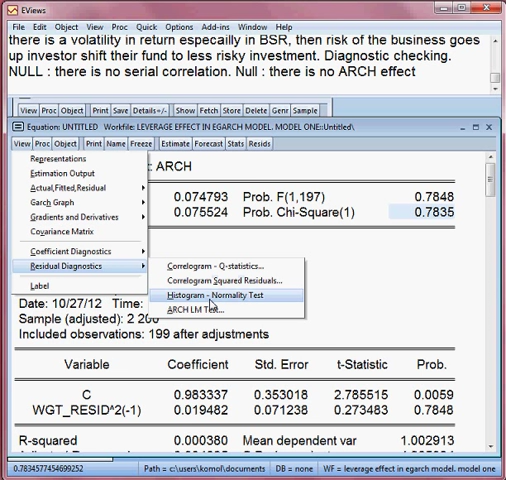 EViews
File Edit Object View Proc Quick Options Add-ins Window Help
there is a volatility in return especailly in BSR, then risk of the business goes
up investor shift their fund to less risky investment. Diagnostic checking.
NULL : there is no serial correlation. Null : there is no ARCH effect
View Proc Object Print Save Details+/- Show Fetch Store Delete Genr Sample
Equation: UNTITLED Workfile: LEVERAGE EFFECT IN EGARCH MODEL. MODEL ONE::Untitled\
View Proc Object Print Name Freeze Estimate Forecast Stats Resids
Representations
Estimation Output
Actual,Fitted,Residual
Garch Graph
Gradients and Derivatives
Covariance Matrix
Coefficient Diagnostics
Residual Diagnostics
Label
: ARCH
0.074793 Prob. F(1,197) 0.7848
0.075524 Prob. Chi-Square(1) 0.7835
Correlogram - Q-statistics...
Correlogram Squared Residuals...
Histogram - Normality Test
ARCH LM
Date: 10/27/12 Time:
Sample (adjusted): 2 200
Included observations: 199 after adjustments
Variable Coefficient Std. Error t-Statistic Prob.
C 0.983337 0.353018 2.785515 0.0059
WGT_RESID^2(-1) 0.019482 0.071238 0.273483 0.7848
R-squared 0.000380 Mean dependent var 1.002913
0.7834577454699252 Path = c:\users\komol\documents DB = none WF = leverage effect in egarch model. model one